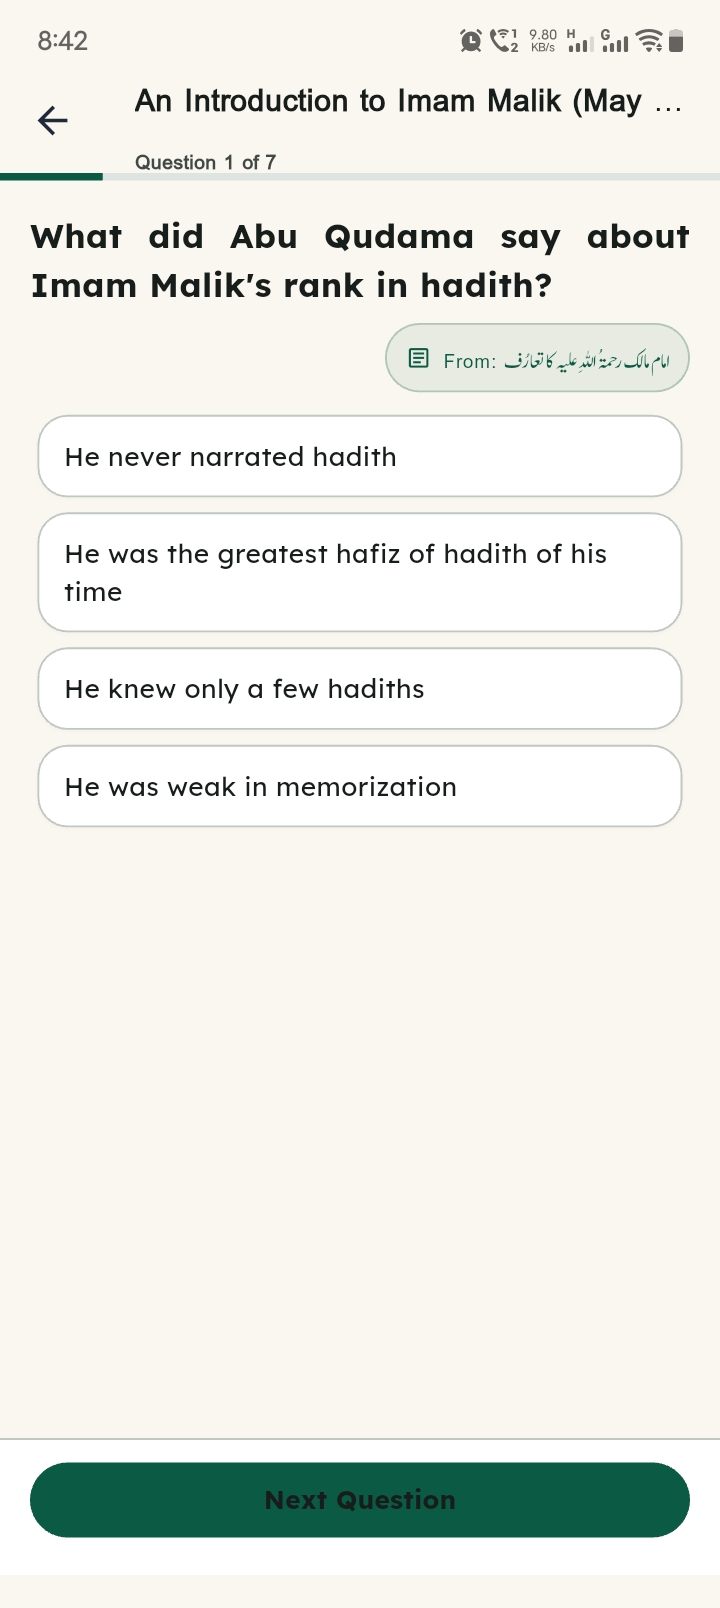 8:42
1
2
9.80
KB/s
H
G
An Introduction to Imam Malik (May ...
Question 1 of 7
What did Abu Qudama say about
Imam Malik's rank in hadith?
From: امام مالک رحمۃُ اللہِ علیہ کا تعارُف
He never narrated hadith
He was the greatest hafiz of hadith of his
time
He knew only a few hadiths
He was weak in memorization
Next Question